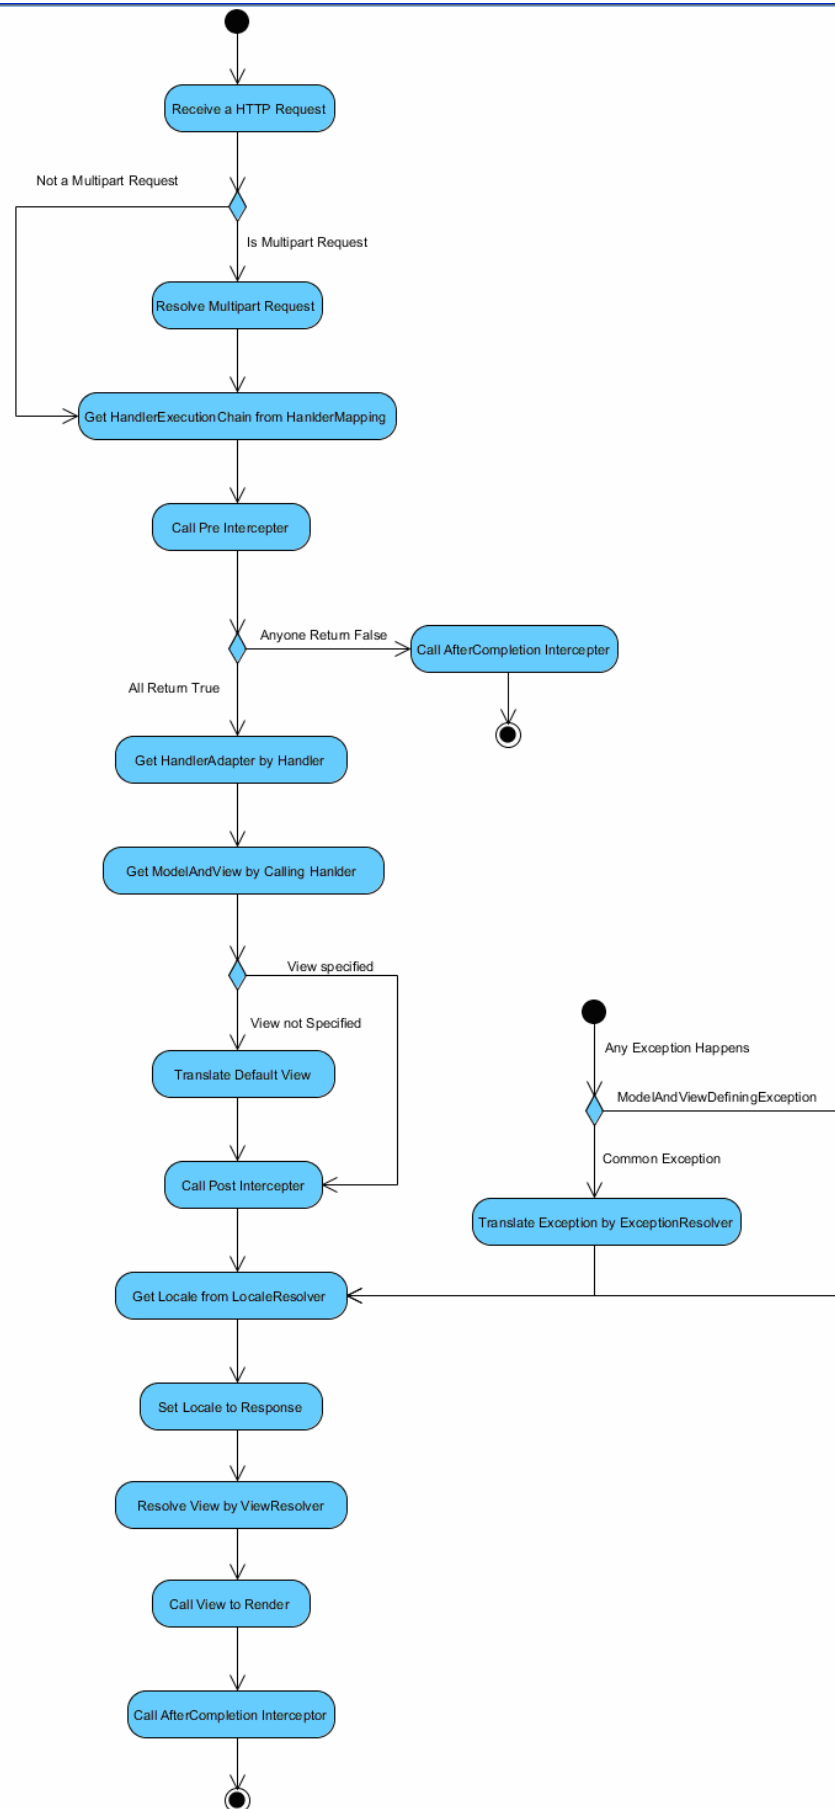 Receive a HTTP Request
Not a Multipart Request
Is Multipart Request
Resolve Multipart Request
Get HandlerExecutionChain from HanlderMapping
Call Pre Intercepter
Anyone Return False
Call AfterCompletion Intercepter
All Return True
Get HandlerAdapter by Handler
Get ModelAndView by Calling Hanlder
View specified
View not Specified
Translate Default View
Call Post Intercepter
Any Exception Happens
ModelAndViewDefiningException
Common Exception
Translate Exception by ExceptionResolver
Get Locale from LocaleResolver
Set Locale to Response
Resolve View by ViewResolver
Call View to Render
Call AfterCompletion Interceptor